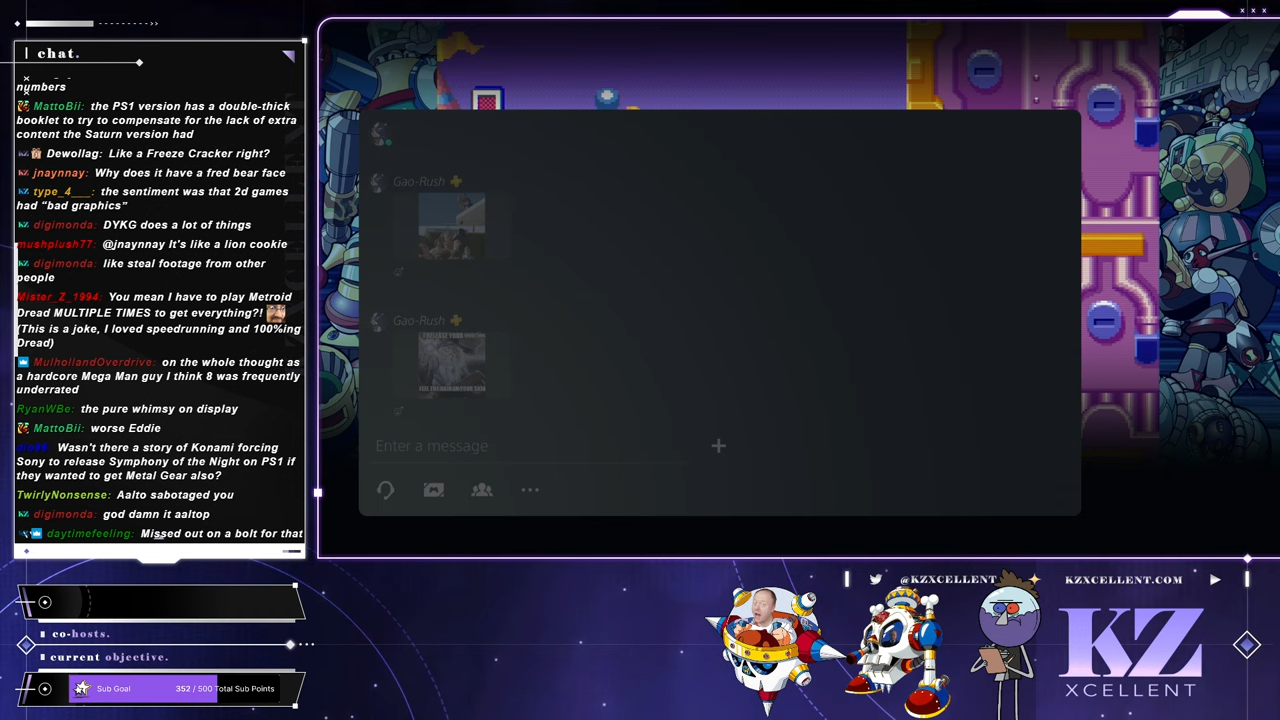 chat.
numbers
MattoBii: the PS1 version has a double-thick
booklet to try to compensate for the lack of extra
content the Saturn version had
Dewollag: Like a Freeze Cracker right?
jnaynnay: Why does it have a fred bear face
type_4___: the sentiment was that 2d games
had “bad graphics”
digimonda: DYKG does a lot of things
mushplush77: @jnaynnay It's like a lion cookie
digimonda: like steal footage from other
people
Mister_Z_1994: You mean I have to play Metroid
Dread MULTIPLE TIMES to get everything?!
(This is a joke, I loved speedrunning and 100%ing
Dread)
MulhollandOverdrive: on the whole thought as
a hardcore Mega Man guy I think 8 was frequently
underrated
RyanWBe: the pure whimsy on display
MattoBii: worse Eddie
Wasn't there a story of Konami forcing
Sony to release Symphony of the Night on PS1 if
they wanted to get Metal Gear also?
TwirlyNonsense: Aalto sabotaged you
digimonda: god damn it aaltop
daytimefeeling: Missed out on a bolt for that
Gao-Rush
Gao-Rush
Enter a message
co-hosts.
current objective.
Sub Goal 352 / 500 Total Sub Points
@KZXCELLENT
KZXCELLENT.COM
KZ
XCELLENT